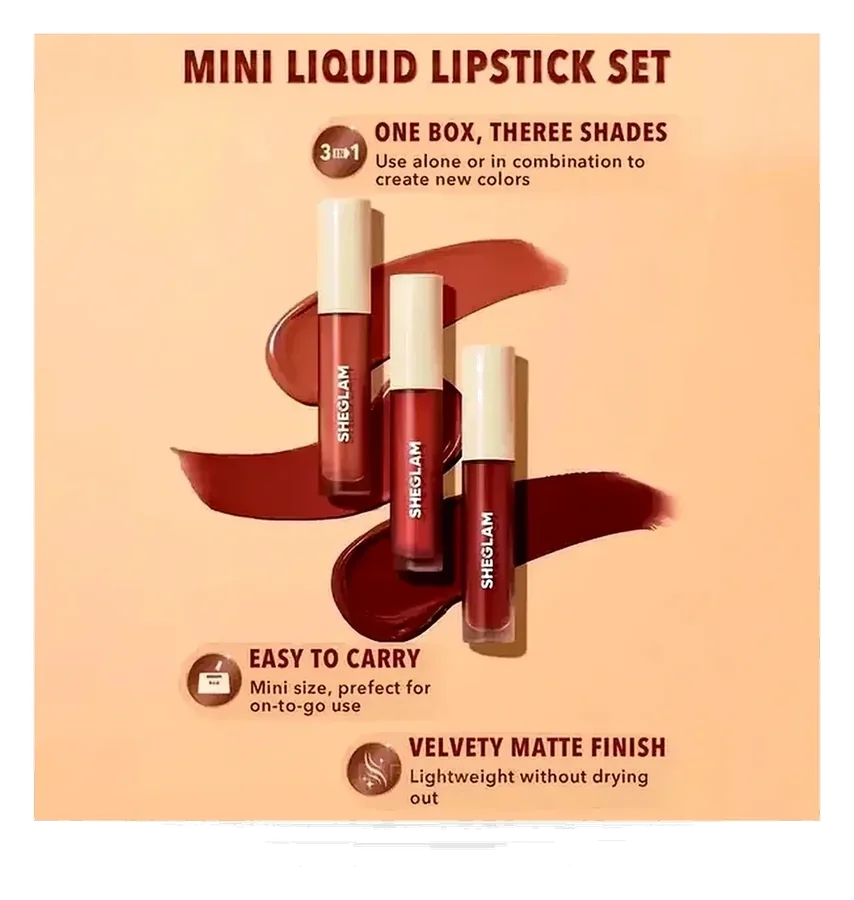 MINI LIQUID LIPSTICK SET
3 IN 1
ONE BOX, THEREE SHADES
Use alone or in combination to
create new colors
SHEGLAM
SHEGLAM
SHEGLAM
EASY TO CARRY
Mini size, prefect for
on-to-go use
VELVETY MATTE FINISH
Lightweight without drying
out